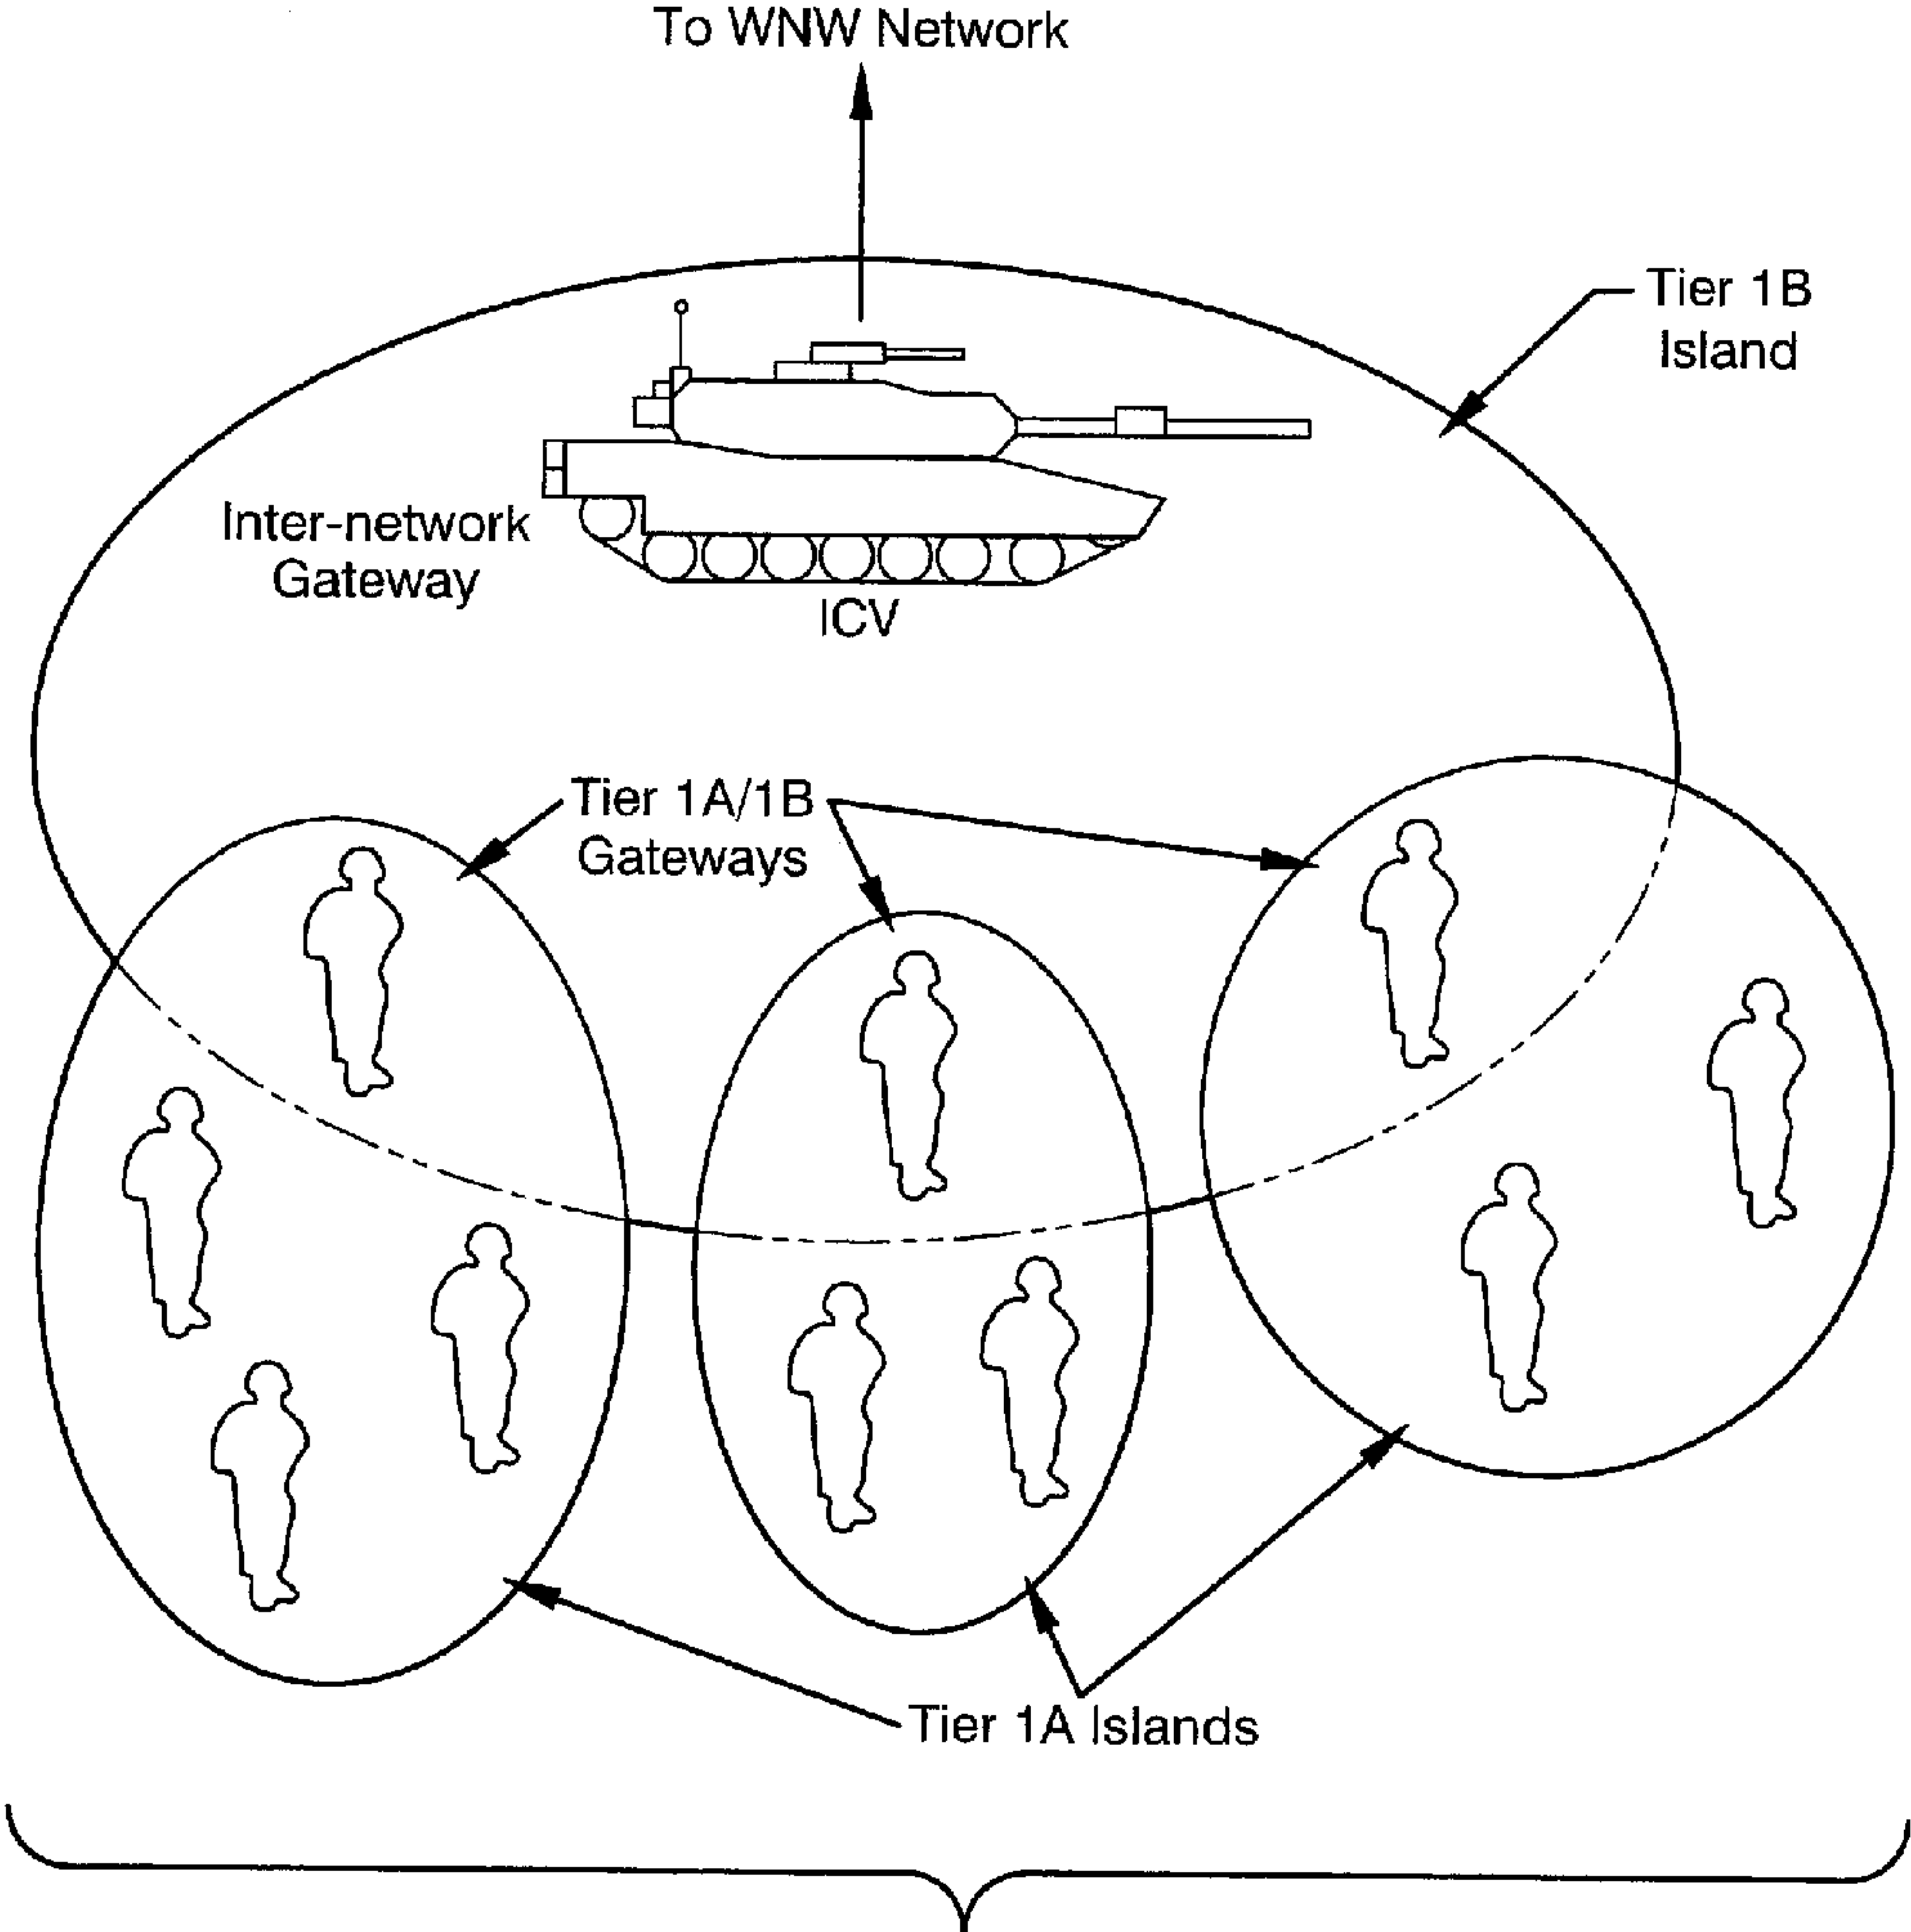 To WNW Network
Tier 1B
Island
Inter-network
Gateway
ICV
Tier 1A/1B
Gateways
Tier 1A Islands